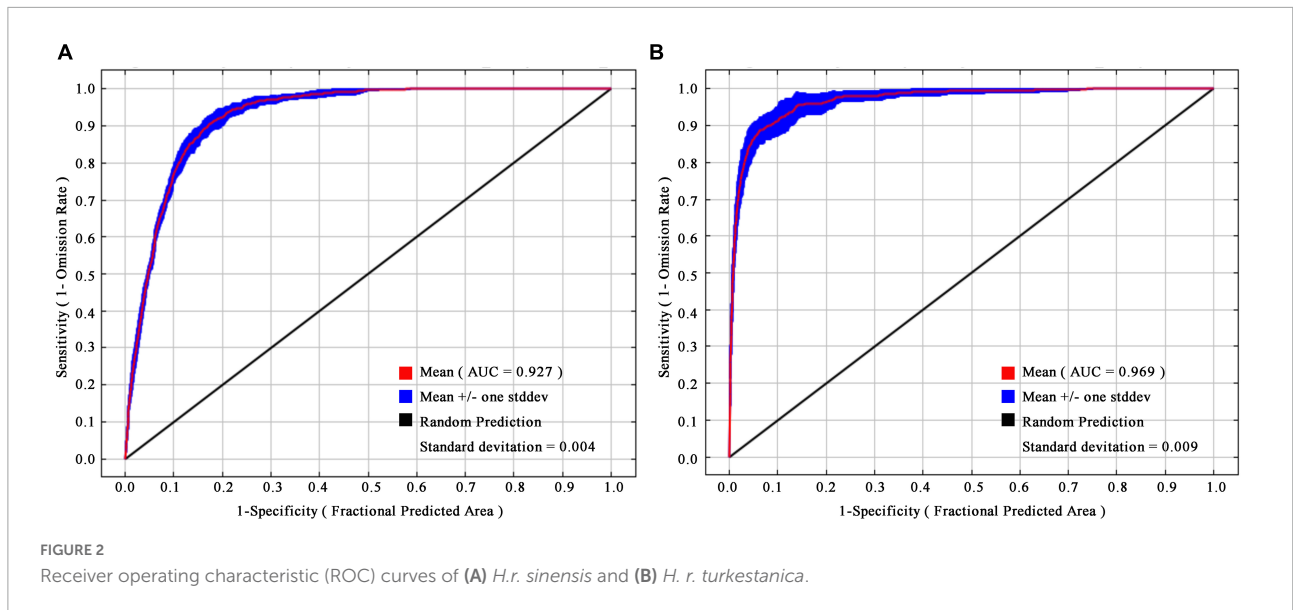 A
1.0
0.9
0.8
0.7
0.6
0.5
0.4
0.3
0.2
0.1
0.0
Sensitivity ( 1- Omission Rate )
Mean ( AUC = 0.927 )
Mean +/- one stddev
Random Prediction
Standard devitation = 0.004
0.0 0.1 0.2 0.3 0.4 0.5 0.6 0.7 0.8 0.9 1.0
1-Specificity ( Fractional Predicted Area )
B
1.0
0.9
0.8
0.7
0.6
0.5
0.4
0.3
0.2
0.1
0.0
Sensitivity ( 1- Omission Rate )
Mean ( AUC = 0.969 )
Mean +/- one stddev
Random Prediction
Standard devitation = 0.009
0.0 0.1 0.2 0.3 0.4 0.5 0.6 0.7 0.8 0.9 1.0
1-Specificity ( Fractional Predicted Area )
FIGURE 2
Receiver operating characteristic (ROC) curves of (A) H.r. sinensis and (B) H. r. turkestanica.